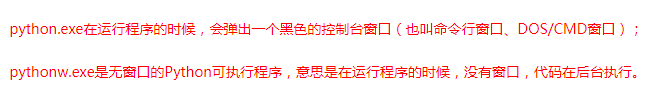 python.exe在运行程序的时候，会弹出一个黑色的控制台窗口（也叫命令行窗口、DOS/CMD窗口）；
pythonw.exe是无窗口的Python可执行程序，意思是在运行程序的时候，没有窗口，代码在后台执行。